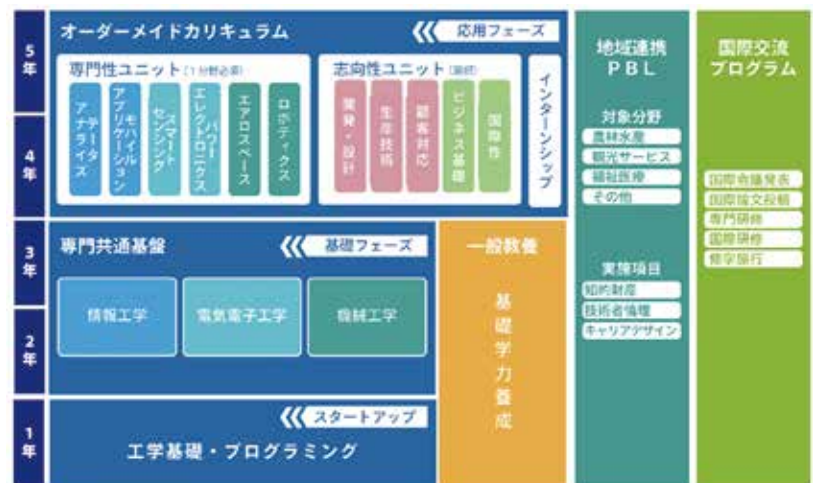 5年
4年
3年
2年
1年
オーダーメイドカリキュラム
応用フェーズ
専門性ユニット(1分野必須)
データ
アナライズ
モバイル
アプリケーション
スマート
センシング
パワー
エレクトロニクス
エアロスペース
ロボティクス
志向性ユニット
開発・設計
生産技術
顧客対応
ビジネス基礎
国際性
インターンシップ
専門共通基盤
基礎フェーズ
情報工学
電気電子工学
機械工学
スタートアップ
工学基礎・プログラミング
一般教養
基礎学力養成
地域連携
PBL
対象分野
農林水産
観光サービス
福祉医療
その他
実施項目
知的財産
技術者倫理
キャリアデザイン
国際交流
プログラム
国際会議発表
国際論文投稿
専門研修
国際研修
修学旅行